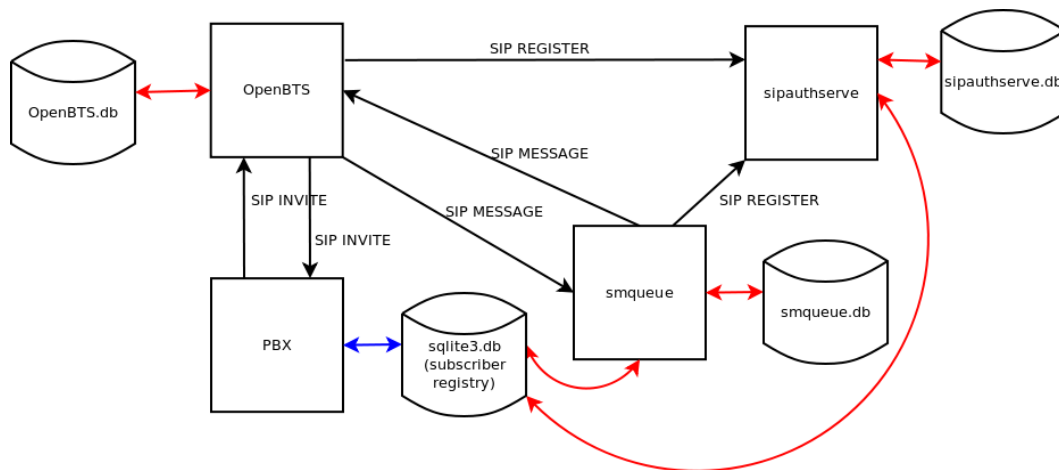 SIP REGISTER
OpenBTS
sipauthserve
sipauthserve.db
OpenBTS.db
SIP MESSAGE
SIP INVITE
SIP MESSAGE
SIP REGISTER
SIP INVITE
smqueue
smqueue.db
PBX
sqlite3.db
(subscriber
registry)